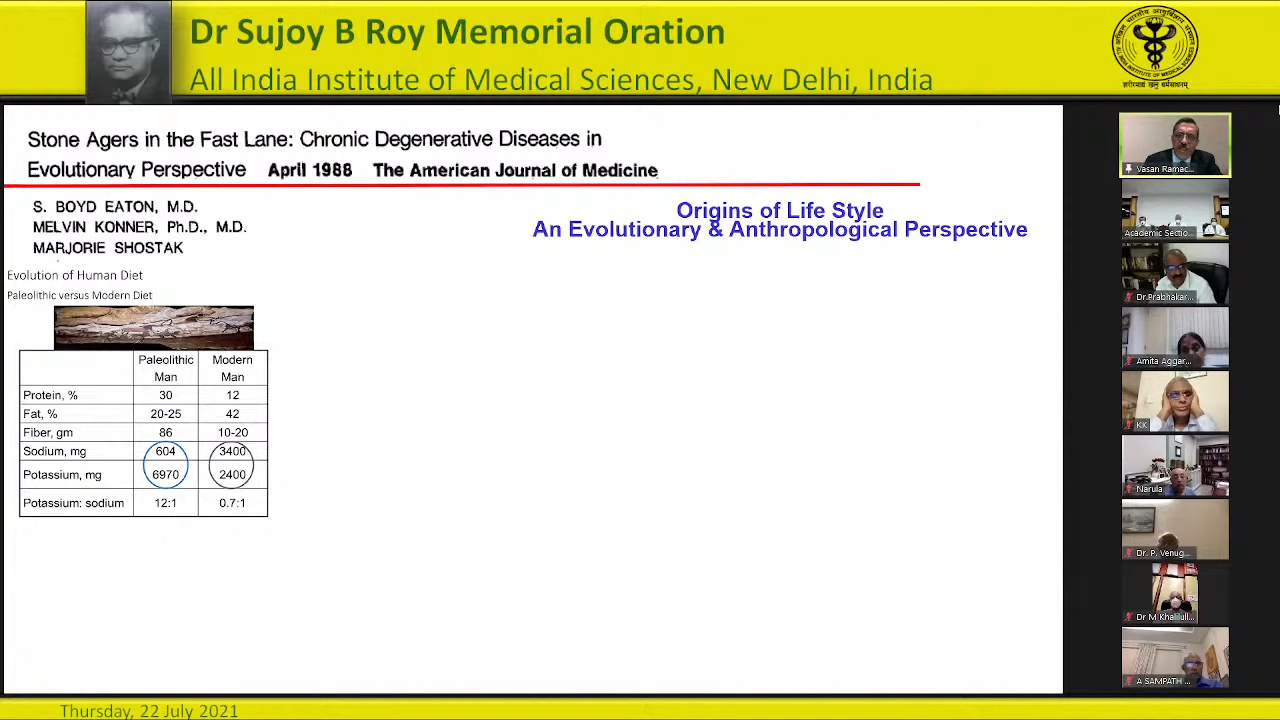 Dr Sujoy B Roy Memorial Oration
All India Institute of Medical Sciences, New Delhi, India
Stone Agers in the Fast Lane: Chronic Degenerative Diseases in
Evolutionary Perspective April 1988 The American Journal of Medicine
S. BOYD EATON, M.D.
MELVIN KONNER, Ph.D., M.D.
MARJORIE SHOSTAK
Origins of Life Style
An Evolutionary & Anthropological Perspective
Evolution of Human Diet
Paleolithic versus Modern Diet
Paleolithic Man Modern Man
Protein, % 30 12
Fat, % 20-25 42
Fiber, gm 86 10-20
Sodium, mg 604 3400
Potassium, mg 6970 2400
Potassium: sodium 12:1 0.7:1
Vasan Ramac...
Academic Sectio...
Dr.Prabhakar...
Amita Aggar...
KK
Narula
Dr. P. Venug...
Dr M Khalilull...
A SAMPATH ...
Thursday, 22 July 2021